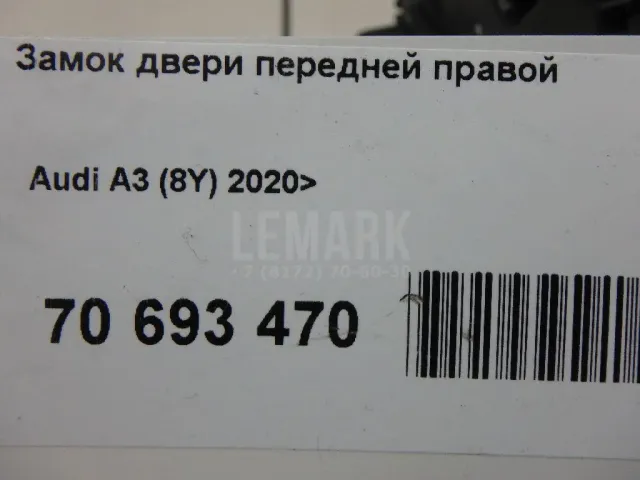 Замок двери передней правой
Audi A3 (8Y) 2020>
LEMARK
70 693 470